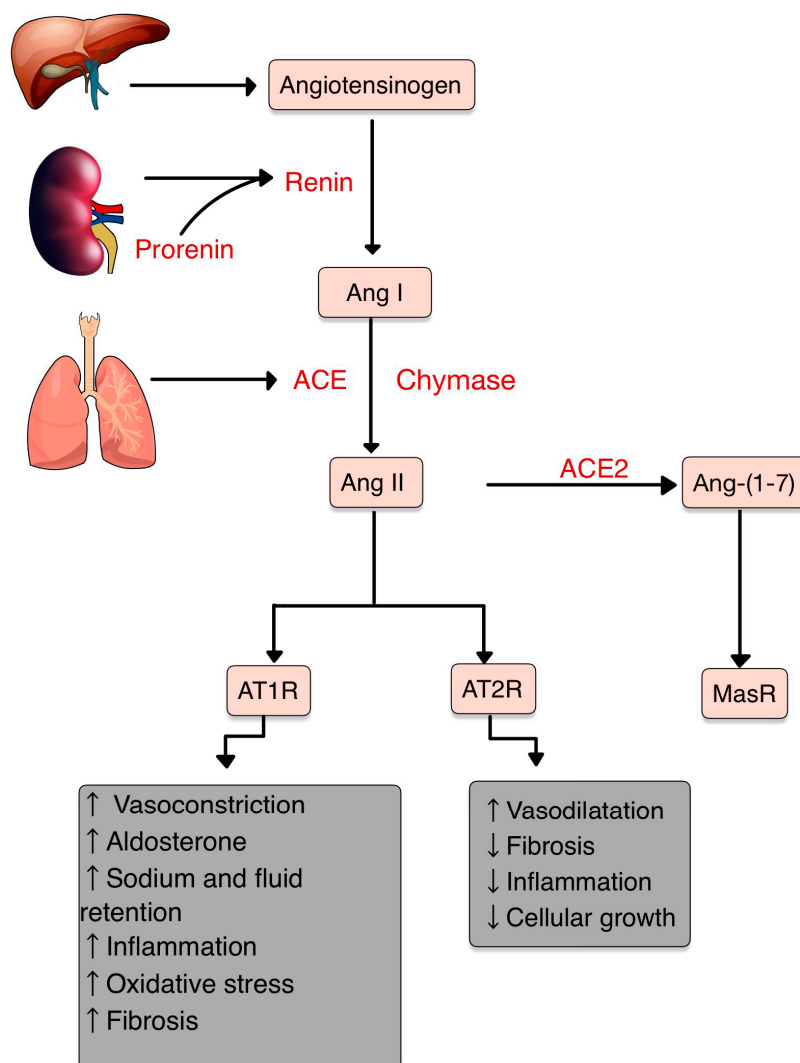 Angiotensinogen
Renin
Prorenin
Ang I
ACE
Chymase
Ang II
ACE2
Ang-(1-7)
AT1R
AT2R
MasR
↑ Vasoconstriction
↑ Aldosterone
↑ Sodium and fluid
retention
↑ Inflammation
↑ Oxidative stress
↑ Fibrosis
↑ Vasodilatation
↓ Fibrosis
↓ Inflammation
↓ Cellular growth